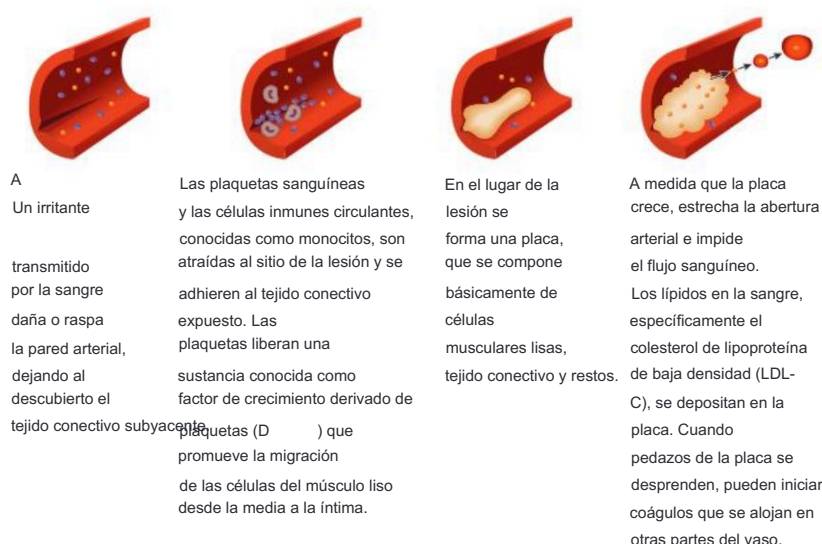 A
Un irritante
transmitido
por la sangre
daña o raspa
la pared arterial,
dejando al
descubierto el
tejido conectivo subyacente.
Las plaquetas sanguíneas
y las células inmunes circulantes,
conocidas como monocitos, son
atraídas al sitio de la lesión y se
adhieren al tejido conectivo
expuesto. Las
plaquetas liberan una
sustancia conocida como
factor de crecimiento derivado de
plaquetas (D ) que
promueve la migración
de las células del músculo liso
desde la media a la íntima.
En el lugar de la
lesión se
forma una placa,
que se compone
básicamente de
células
musculares lisas,
tejido conectivo y restos.
A medida que la placa
crece, estrecha la abertura
arterial e impide
el flujo sanguíneo.
Los lípidos en la sangre,
específicamente el
colesterol de lipoproteína
de baja densidad (LDL-
C), se depositan en la
placa. Cuando
pedazos de la placa se
desprenden, pueden iniciar
coágulos que se alojan en
otras partes del vaso.